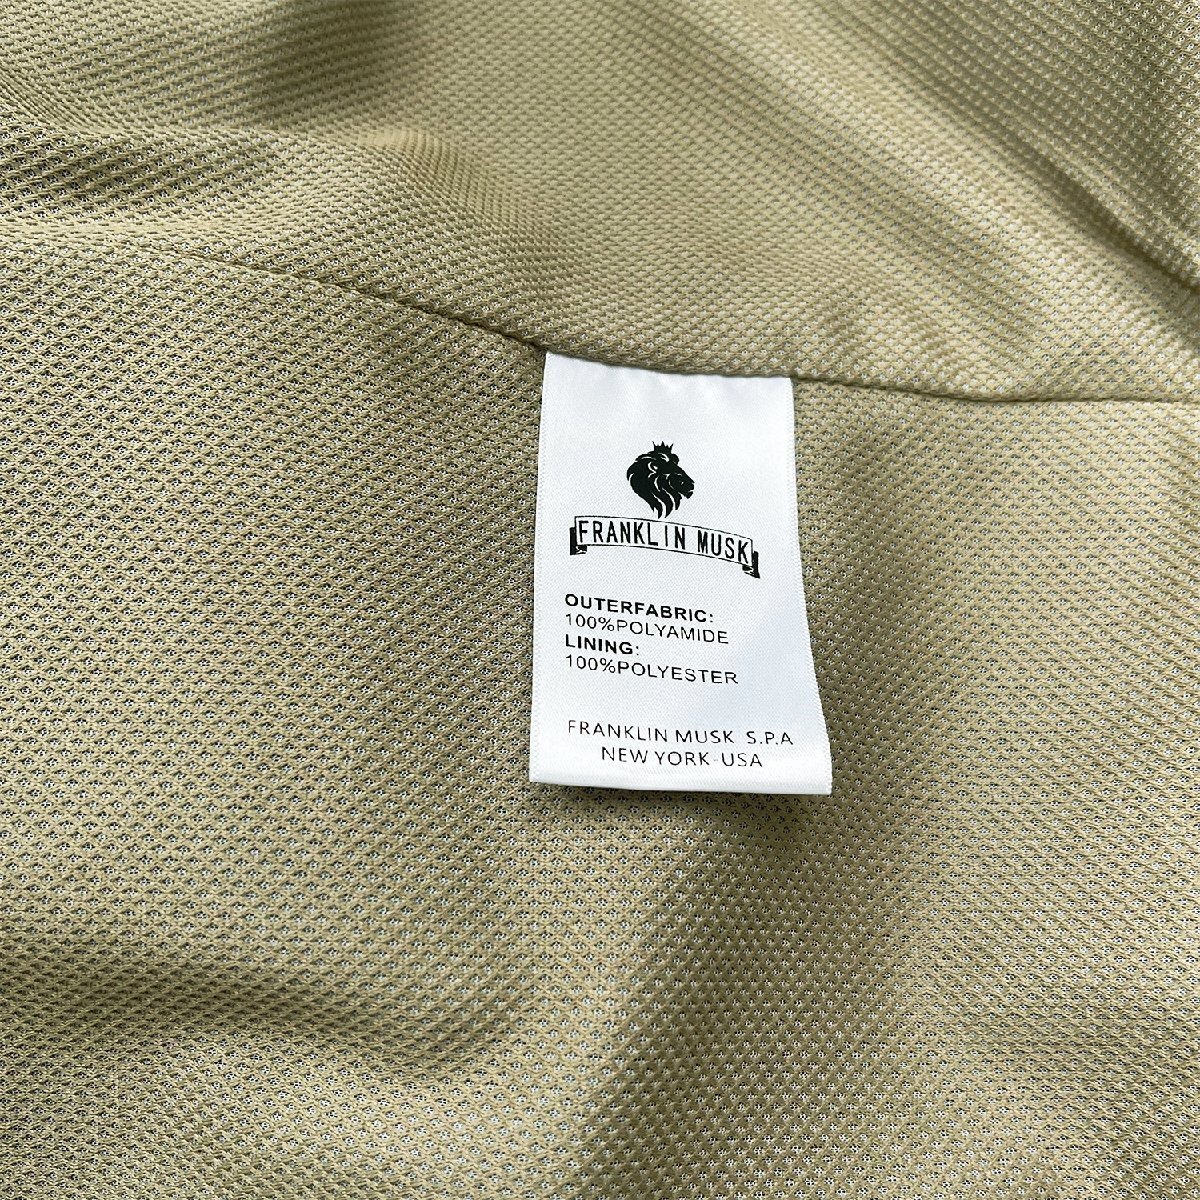 FRANKLIN MUSK
OUTERFABRIC:
100%POLYAMIDE
LINING:
100%POLYESTER
FRANKLIN MUSK S.P.A
NEW YORK-USA